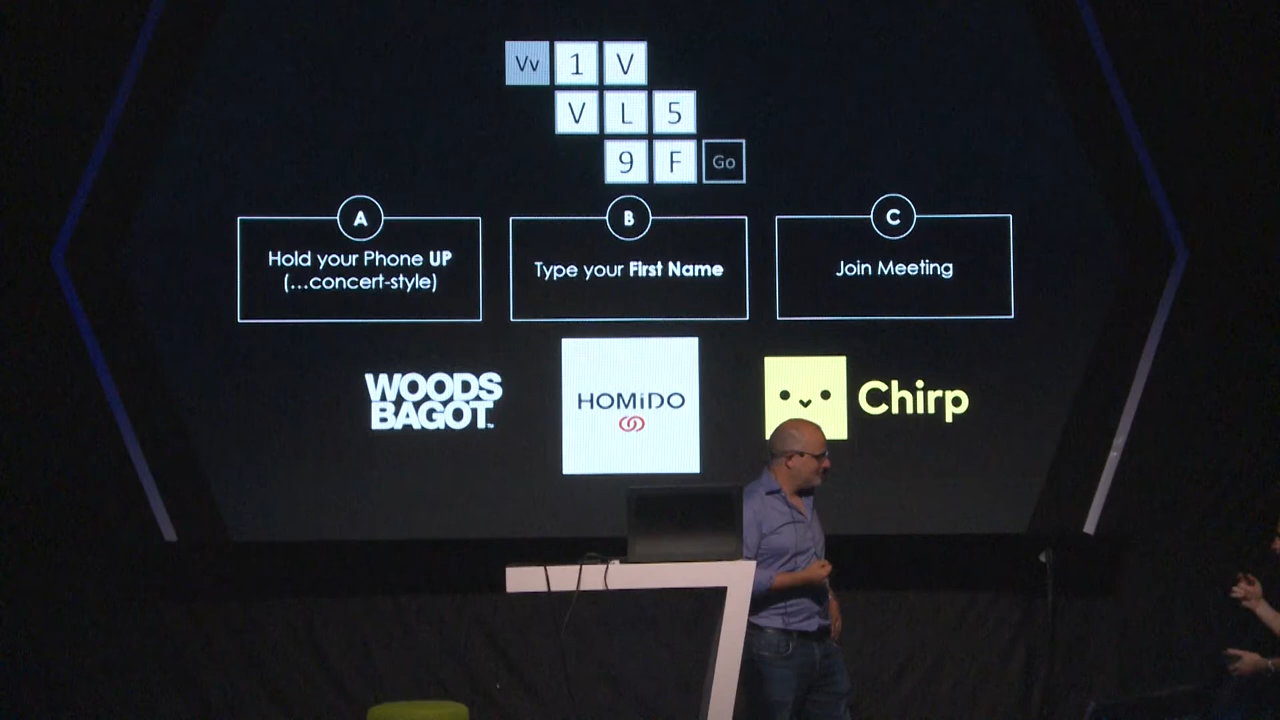 Vv 1 V
V L 5
9 F Go
A
Hold your Phone UP
(...concert-style)
B
Type your First Name
C
Join Meeting
WOODS
BAGOT™
HOMiDO
Chirp